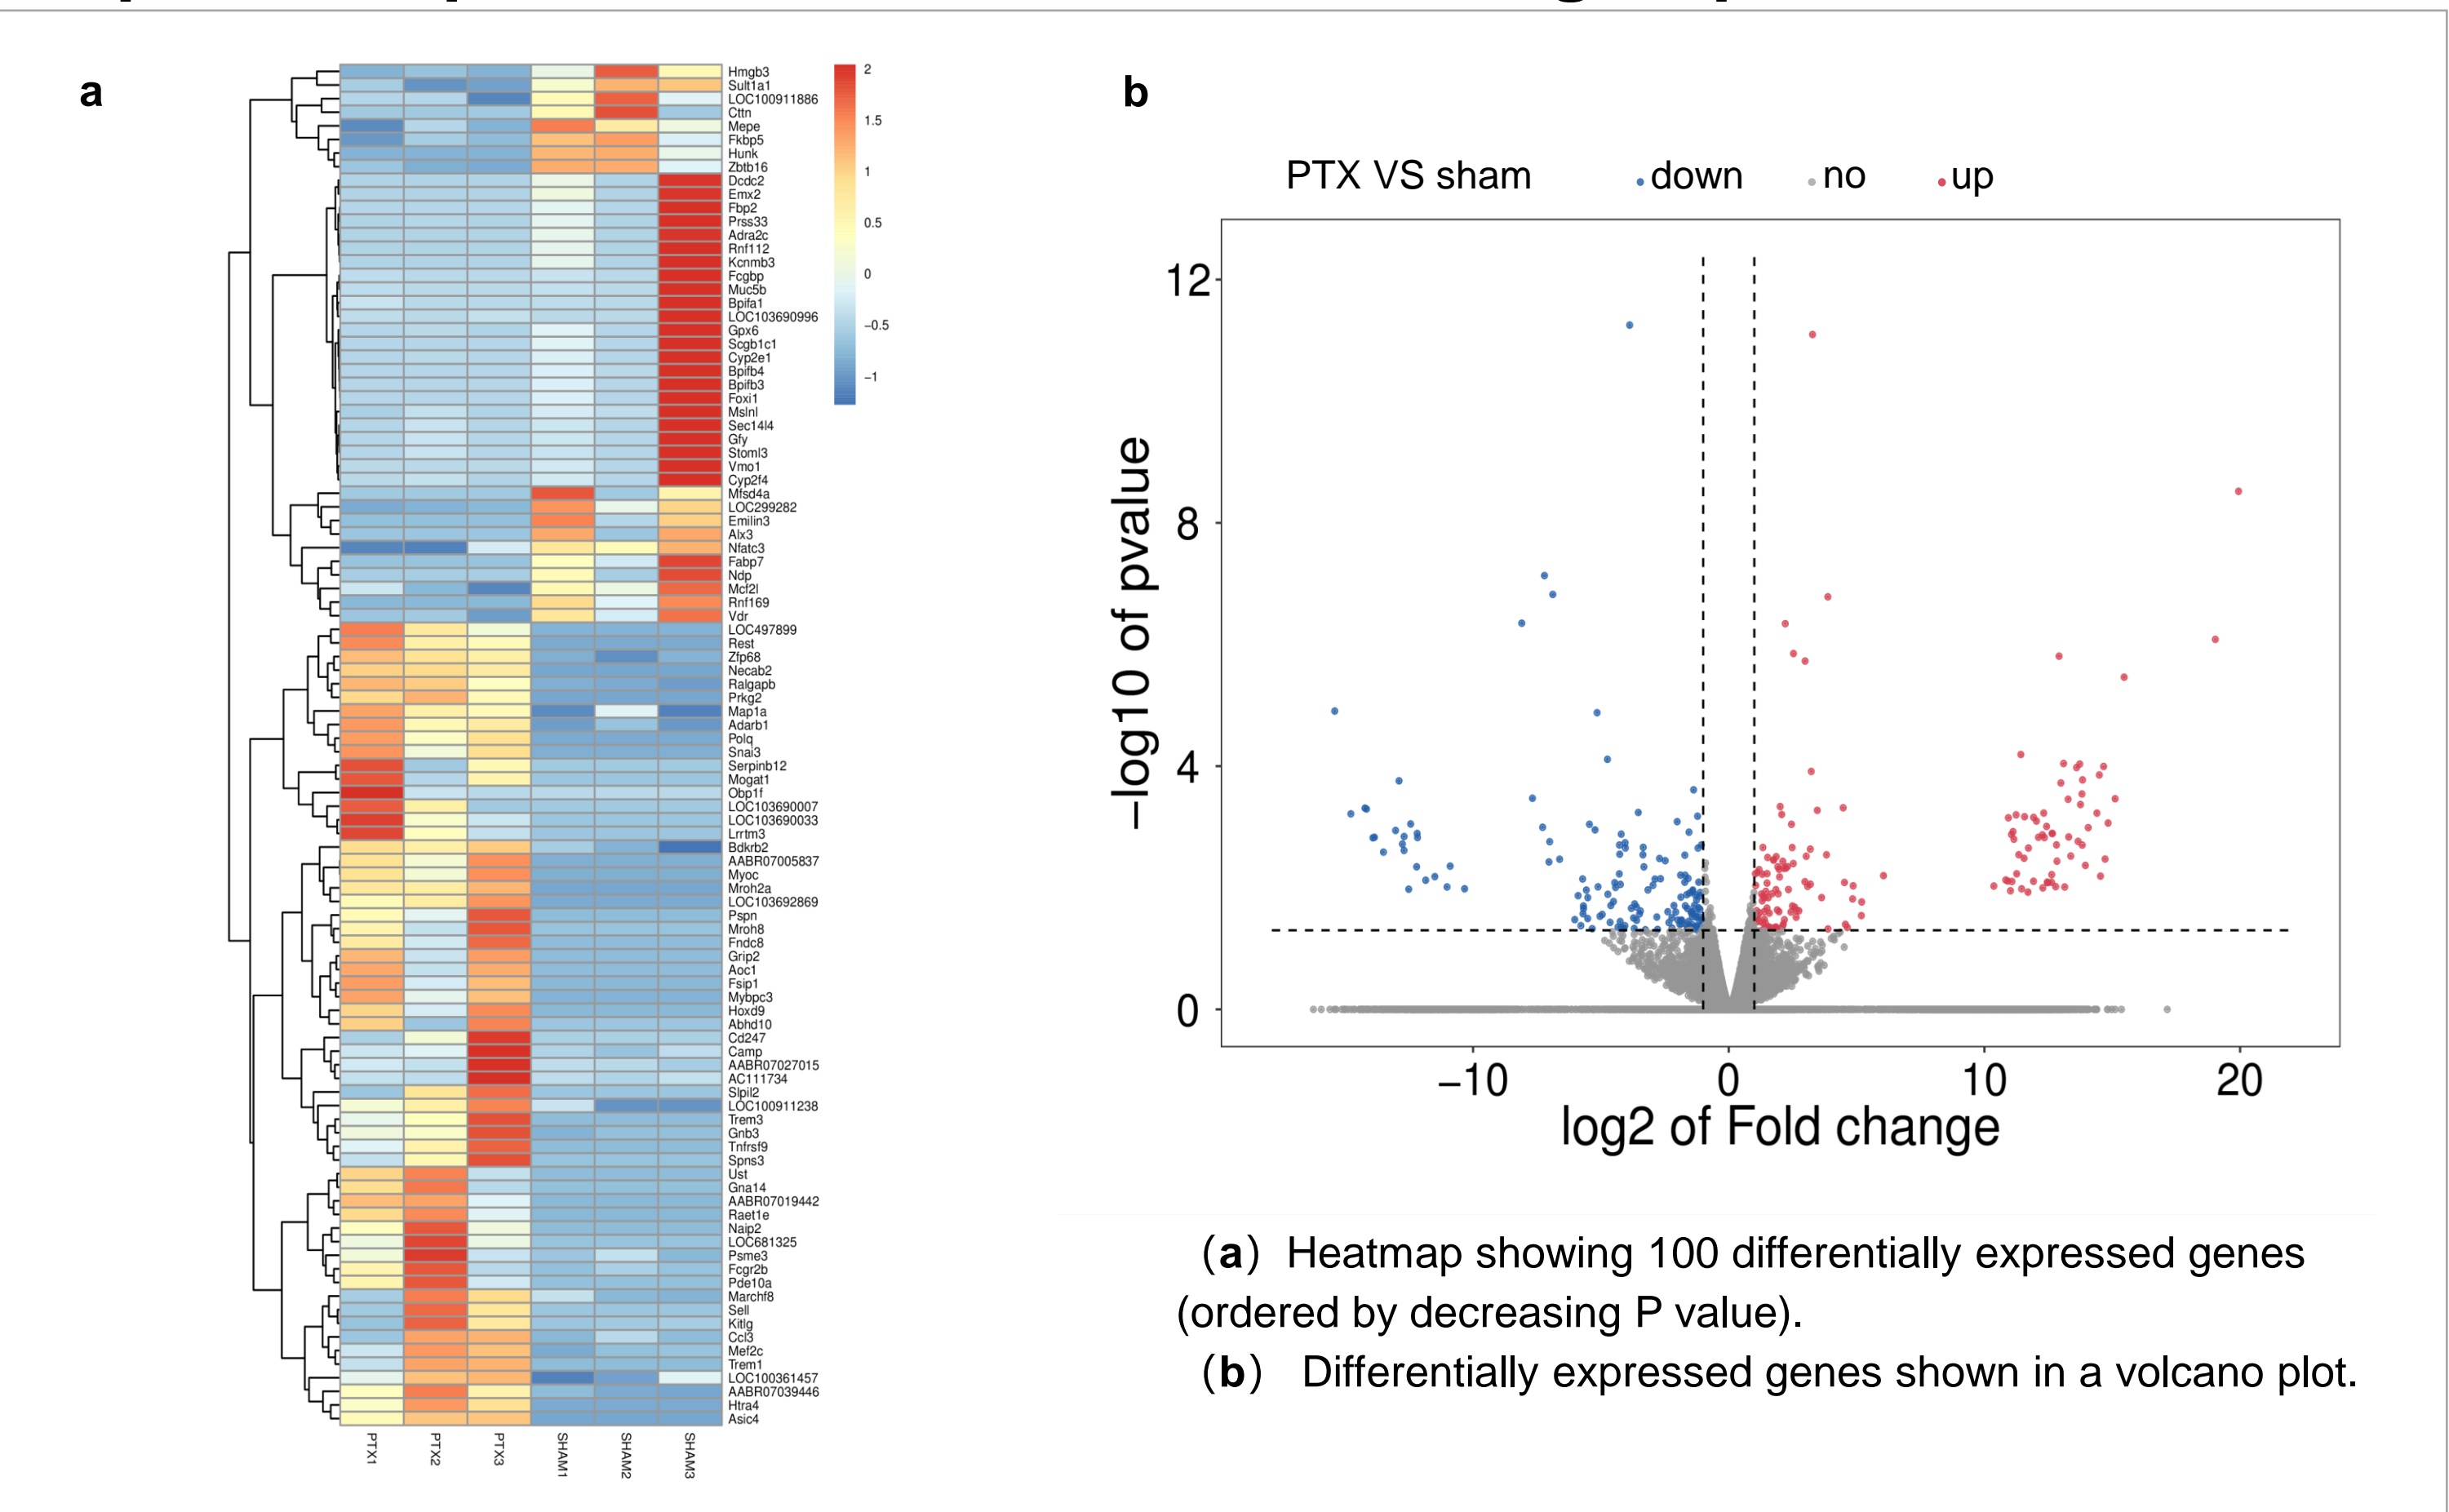 a
Hmgb3
Sult1a1
LOC100911886
Cttn
Mepe
Fkbp5
Hunk
Zbtb16
Dcdc2
Emx2
Fbp2
Prss33
Adra2c
Rnf112
Kcnmb3
Fcgbp
Muc5b
Bpifa1
LOC103690996
Gpx6
Scgb1c1
Cyp2e1
Bpifb4
Bpifb3
Foxi1
Mslnl
Sec14l4
Gfy
Stoml3
Vmo1
Cyp2f4
Mfsd4a
LOC299282
Emilin3
Alx3
Nfatc3
Fabp7
Ndp
Mcf2l
Rnf169
Vdr
LOC497899
Rest
Zfp68
Necab2
Ralgapb
Prkg2
Map1a
Adarb1
Polq
Snai3
Serpinb12
Mogat1
Obp1f
LOC103690007
LOC103690033
Lrrtm3
Bdkrb2
AABR07005837
Myoc
Mroh2a
LOC103692869
Pspn
Mroh8
Fndc8
Grip2
Aoc1
Fsip1
Mybpc3
Hoxd9
Abhd10
Cd247
Camp
AABR07027015
AC111734
Slpil2
LOC100911238
Trem3
Gnb3
Tnfrsf9
Spns3
Ust
Gna14
AABR07019442
Raet1e
Naip2
LOC681325
Psme3
Fcgr2b
Pde10a
Marchf8
Sell
Kitlg
Ccl3
Mef2c
Trem1
LOC100361457
AABR07039446
Htra4
Asic4
PTX1 PTX2 PTX3 SHAM1 SHAM2 SHAM3
2
1.5
1
0.5
0
−0.5
−1
b
PTX VS sham down no up
12
8
4
0
−log10 of pvalue
−10 0 10 20
log2 of Fold change
(a) Heatmap showing 100 differentially expressed genes
(ordered by decreasing P value).
(b) Differentially expressed genes shown in a volcano plot.